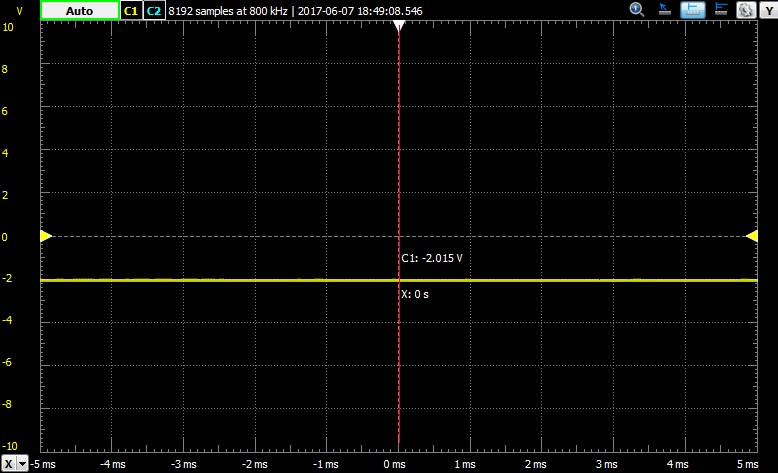 V Auto C1 C2 8192 samples at 800 kHz | 2017-06-07 18:49:08.546 Y
10
8
6
4
2
0
C1: -2.015 V
-2
X: 0 s
-4
-6
-8
-10
X -5 ms -4 ms -3 ms -2 ms -1 ms 0 ms 1 ms 2 ms 3 ms 4 ms 5 ms